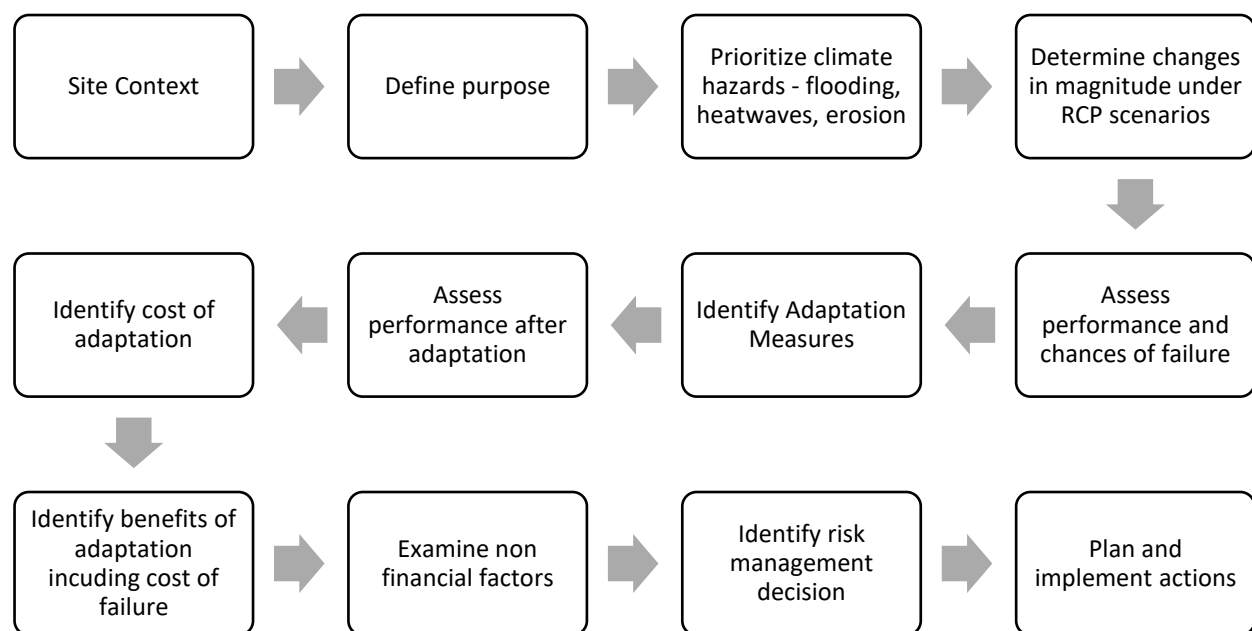 Site Context
Define purpose
Prioritize climate
hazards - flooding,
heatwaves, erosion
Determine changes
in magnitude under
RCP scenarios
Assess
performance and
chances of failure
Identify Adaptation
Measures
Assess
performance after
adaptation
Identify cost of
adaptation
Identify benefits of
adaptation
incuding cost of
failure
Examine non
financial factors
Identify risk
management
decision
Plan and
implement actions